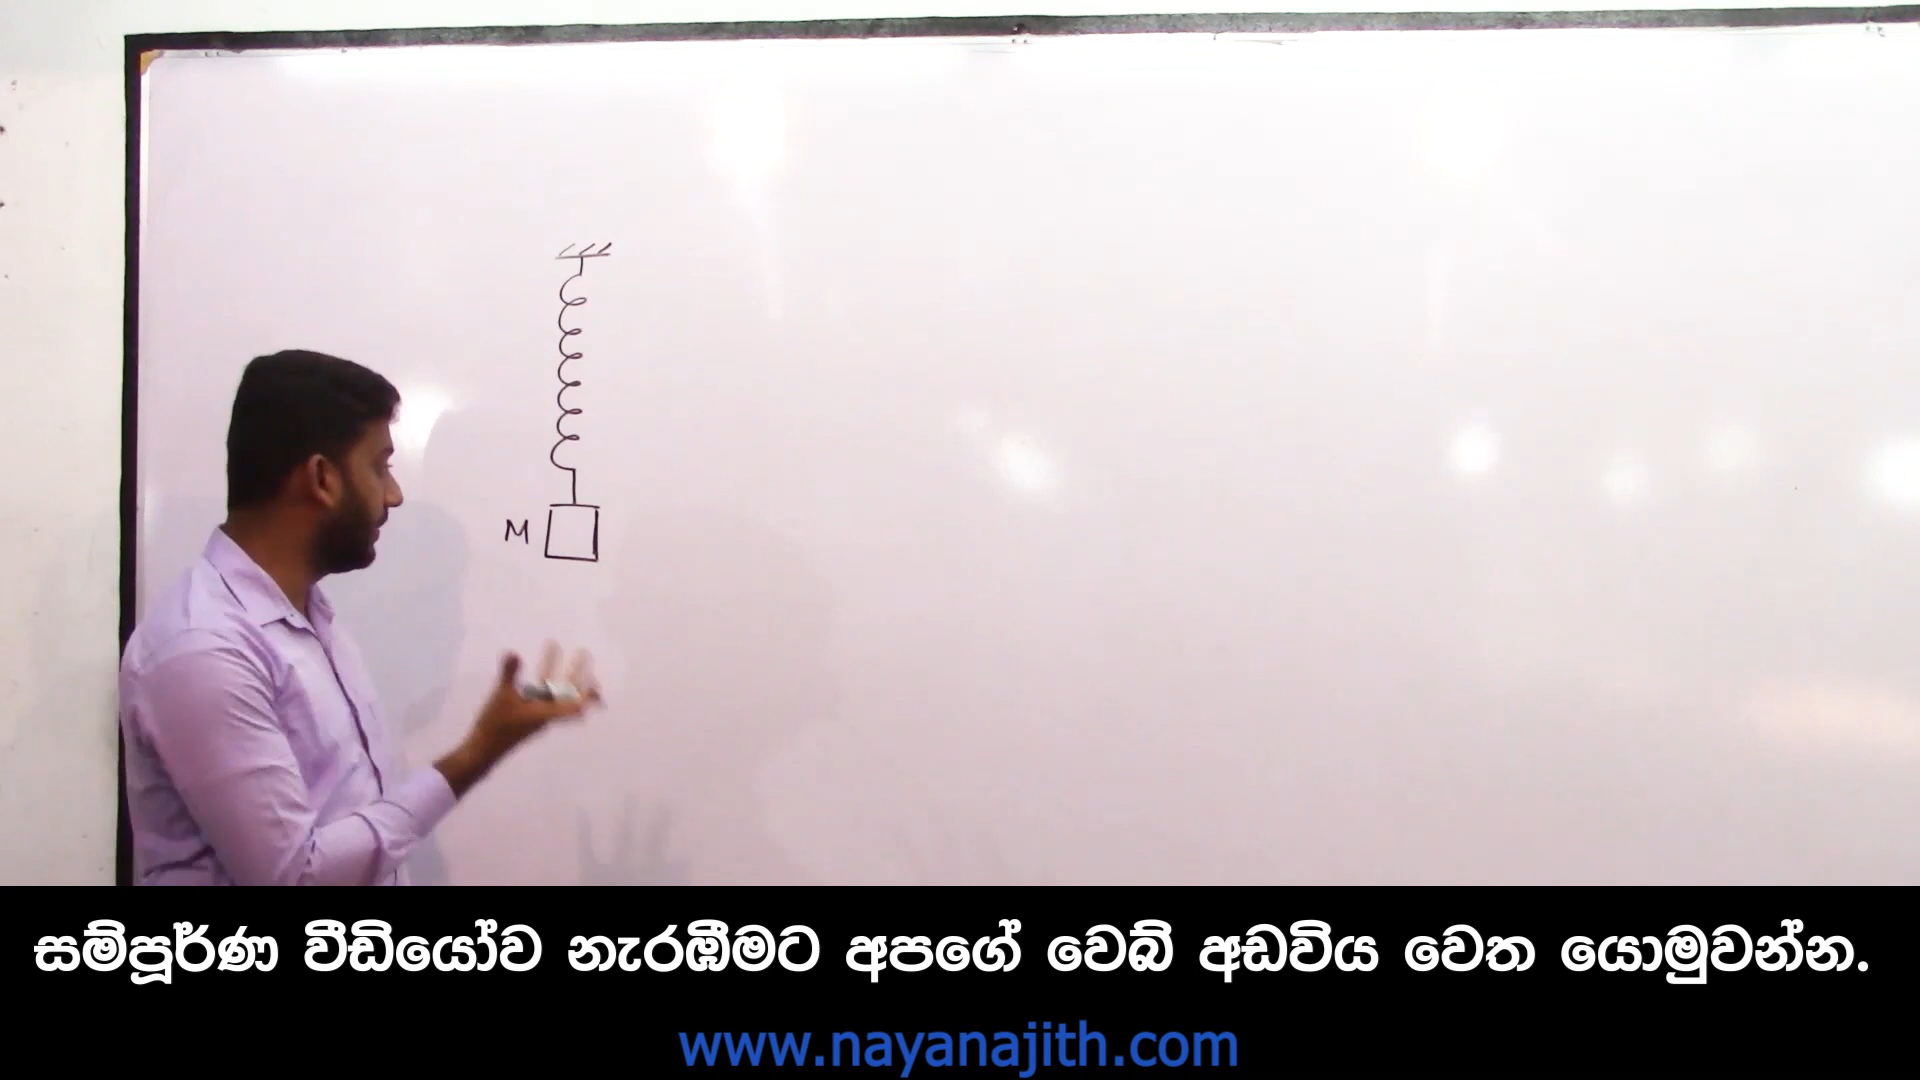 M
සම්පූර්ණ වීඩියෝව නැරඹීමට අපගේ වෙබ් අඩවිය වෙත යොමුවන්න.
www.nayanajith.com